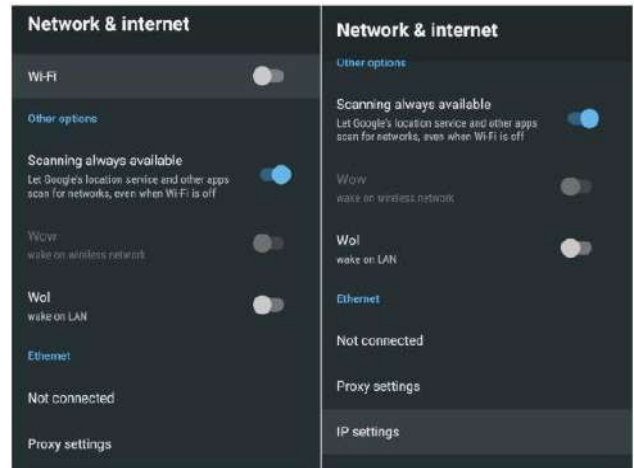 Network & internet
Wi-Fi
Other options
Scanning always available
Let Google's location service and other apps
scan for networks, even when Wi-Fi is off
Wow
wake on wireless network
Wol
wake on LAN
Ethernet
Not connected
Proxy settings
Network & internet
Other options
Scanning always available
Let Google's location service and other apps
scan for networks, even when Wi-Fi is off
Wow
wake on wireless network
Wol
wake on LAN
Ethernet
Not connected
Proxy settings
IP settings